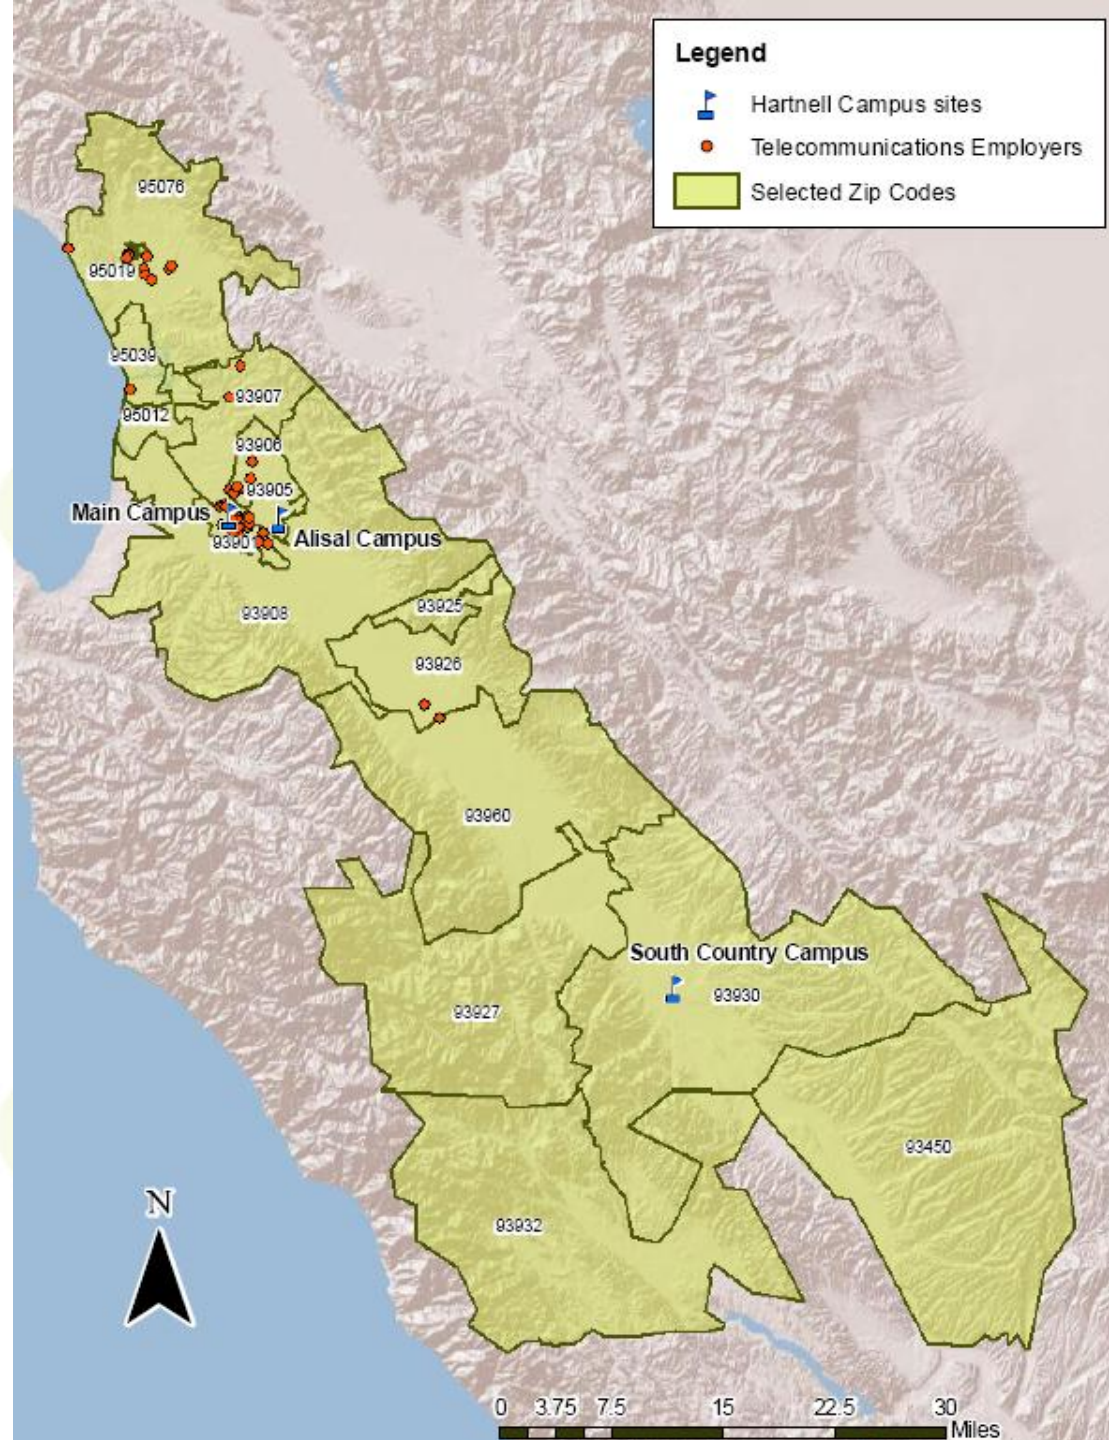 Legend
Hartnell Campus sites
Telecommunications Employers
Selected Zip Codes
95076
95019
95039
95012
93907
93906
93905
Main Campus
Alisal Campus
93901
93908
93925
93926
93960
South Country Campus
93930
93927
93450
93932
N
0 3.75 7.5 15 22.5 30
Miles